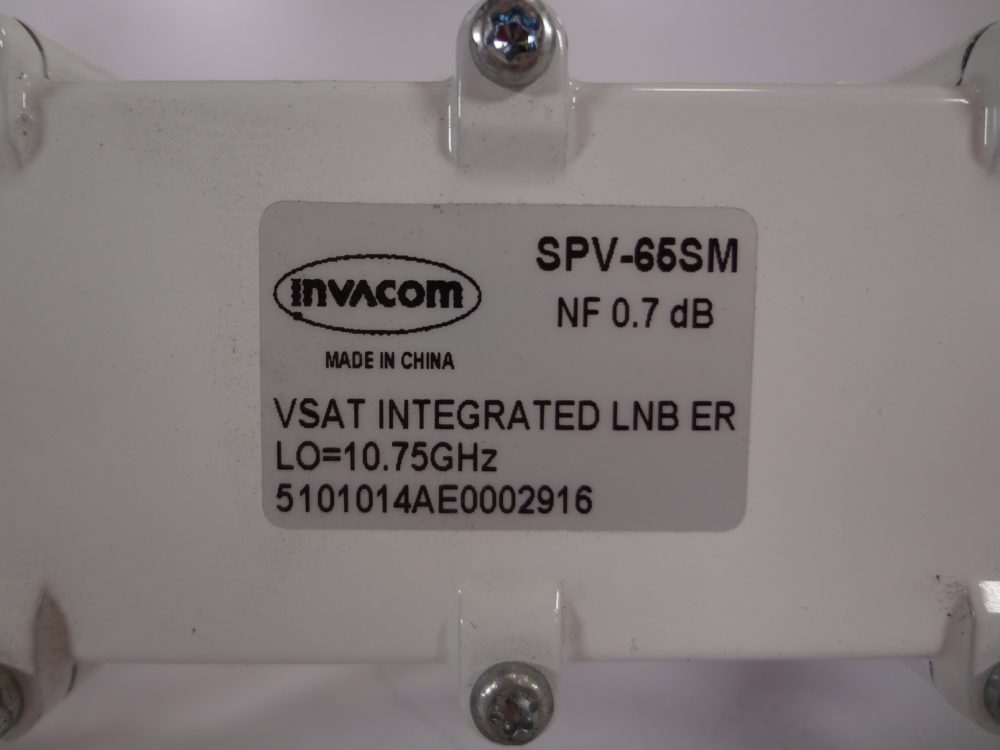 INVACOM
SPV-65SM
NF 0.7 dB
MADE IN CHINA
VSAT INTEGRATED LNB ER
LO=10.75GHz
5101014AE0002916